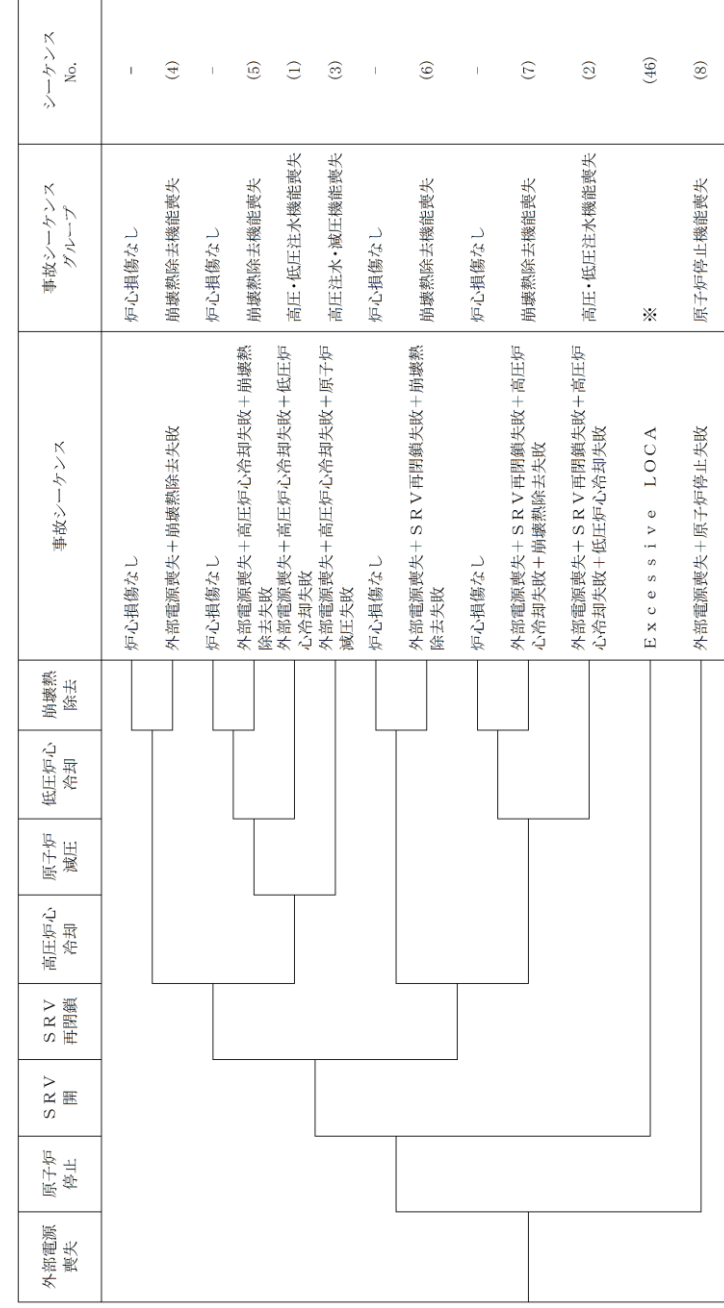 外部電源
喪失
原子炉
停止
ＳＲＶ
開
ＳＲＶ
再閉鎖
高圧炉心
冷却
原子炉
減圧
低圧炉心
冷却
崩壊熱
除去
事故シーケンス
事故シーケンス
グループ
シーケンス
No.
炉心損傷なし
炉心損傷なし
-
外部電源喪失＋崩壊熱除去失敗
崩壊熱除去機能喪失
(4)
炉心損傷なし
炉心損傷なし
-
外部電源喪失＋高圧炉心冷却失敗＋崩壊熱
除去失敗
崩壊熱除去機能喪失
(5)
外部電源喪失＋高圧炉心冷却失敗＋低圧炉
心冷却失敗
高圧・低圧注水機能喪失
(1)
外部電源喪失＋高圧炉心冷却失敗＋原子炉
減圧失敗
高圧注水・減圧機能喪失
(3)
炉心損傷なし
炉心損傷なし
-
外部電源喪失＋ＳＲＶ再閉鎖失敗＋崩壊熱
除去失敗
崩壊熱除去機能喪失
(6)
炉心損傷なし
炉心損傷なし
-
外部電源喪失＋ＳＲＶ再閉鎖失敗＋高圧炉
心冷却失敗＋崩壊熱除去失敗
崩壊熱除去機能喪失
(7)
外部電源喪失＋ＳＲＶ再閉鎖失敗＋高圧炉
心冷却失敗＋低圧炉心冷却失敗
高圧・低圧注水機能喪失
(2)
Ｅｘｃｅｓｓｉｖｅ ＬＯＣＡ
※
(46)
外部電源喪失＋原子炉停止失敗
原子炉停止機能喪失
(8)